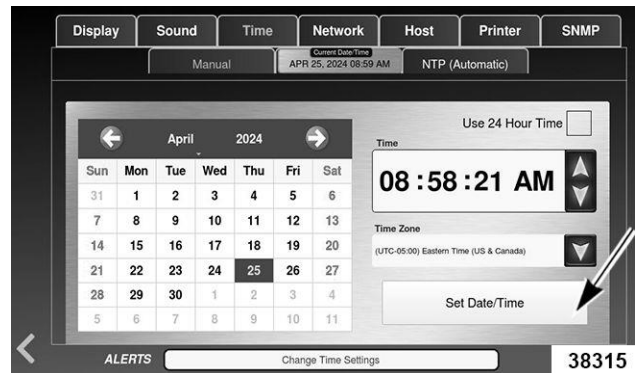 Display Sound Time Network Host Printer SNMP
Manual
Current Date/Time
APR 25, 2024 08:59 AM
NTP (Automatic)
April 2024
Sun Mon Tue Wed Thu Fri Sat
31 1 2 3 4 5 6
7 8 9 10 11 12 13
14 15 16 17 18 19 20
21 22 23 24 25 26 27
28 29 30 1 2 3 4
5 6 7 8 9 10 11
Use 24 Hour Time
Time
08:58:21 AM
Time Zone
(UTC-05:00) Eastern Time (US & Canada)
Set Date/Time
ALERTS Change Time Settings
38315